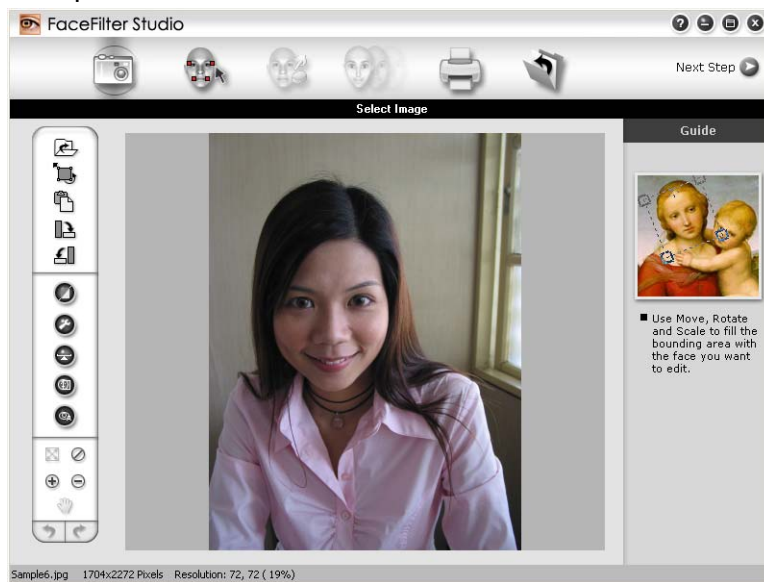 FaceFilter Studio
Next Step
Select Image
Guide
■ Use Move, Rotate
and Scale to fill the
bounding area with
the face you want
to edit.
Sample6.jpg 1704x2272 Pixels Resolution: 72, 72 ( 19%)